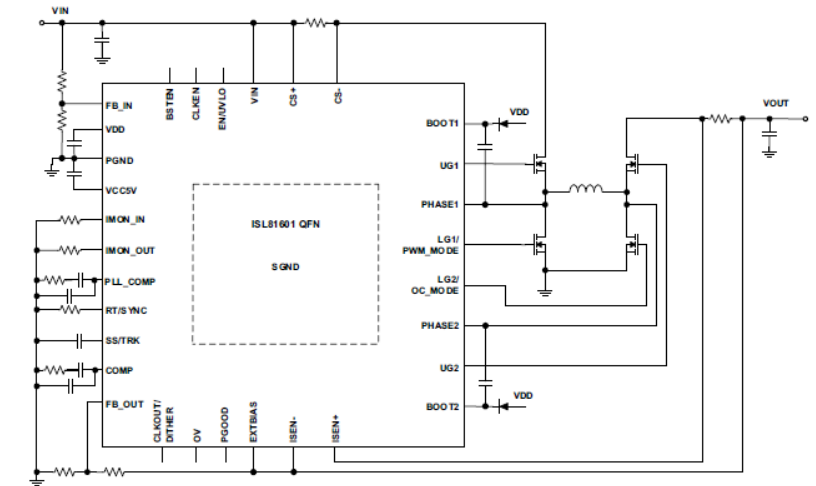 VIN
BSTEN
CLKEN
EN/UVLO
VIN
CS+
CS-
FB_IN
VDD
PGND
VCC5V
IMON_IN
IMON_OUT
PLL_COMP
RT/SYNC
SS/TRK
COMP
FB_OUT
ISL81601 QFN
SGND
BOOT1
VDD
UG1
PHASE1
LG1/
PWM_MODE
LG2/
OC_MODE
PHASE2
UG2
BOOT2
VDD
VOUT
CLKOUT/
DITHER
OV
PGOOD
EXTBIAS
ISEN-
ISEN+